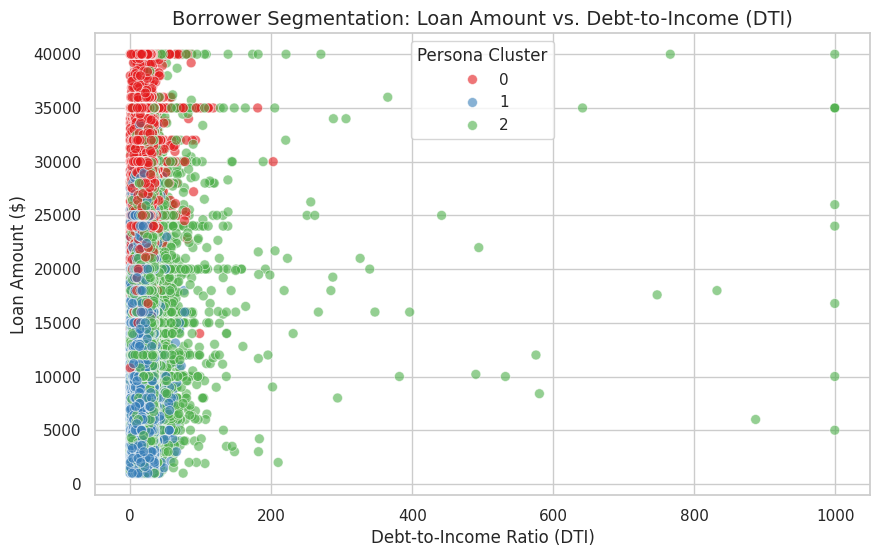 Borrower Segmentation: Loan Amount vs. Debt-to-Income (DTI)
Persona Cluster
0
1
2
Loan Amount ($)
40000
35000
30000
25000
20000
15000
10000
5000
0
0 200 400 600 800 1000
Debt-to-Income Ratio (DTI)